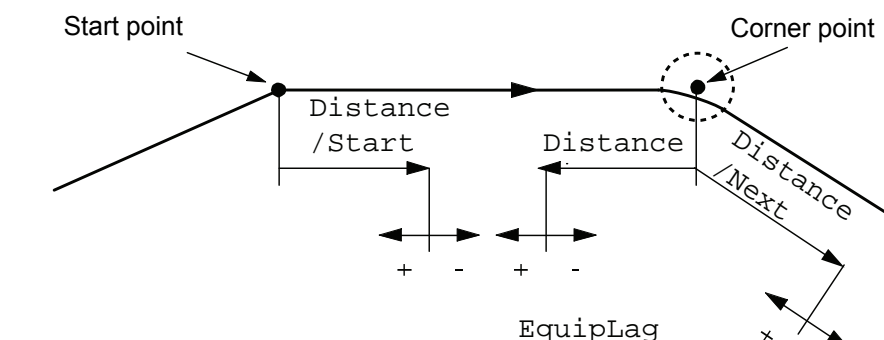 Start point
Corner point
Distance
/Start
Distance
Distance
/Next
+ -
+ -
EquipLag
+